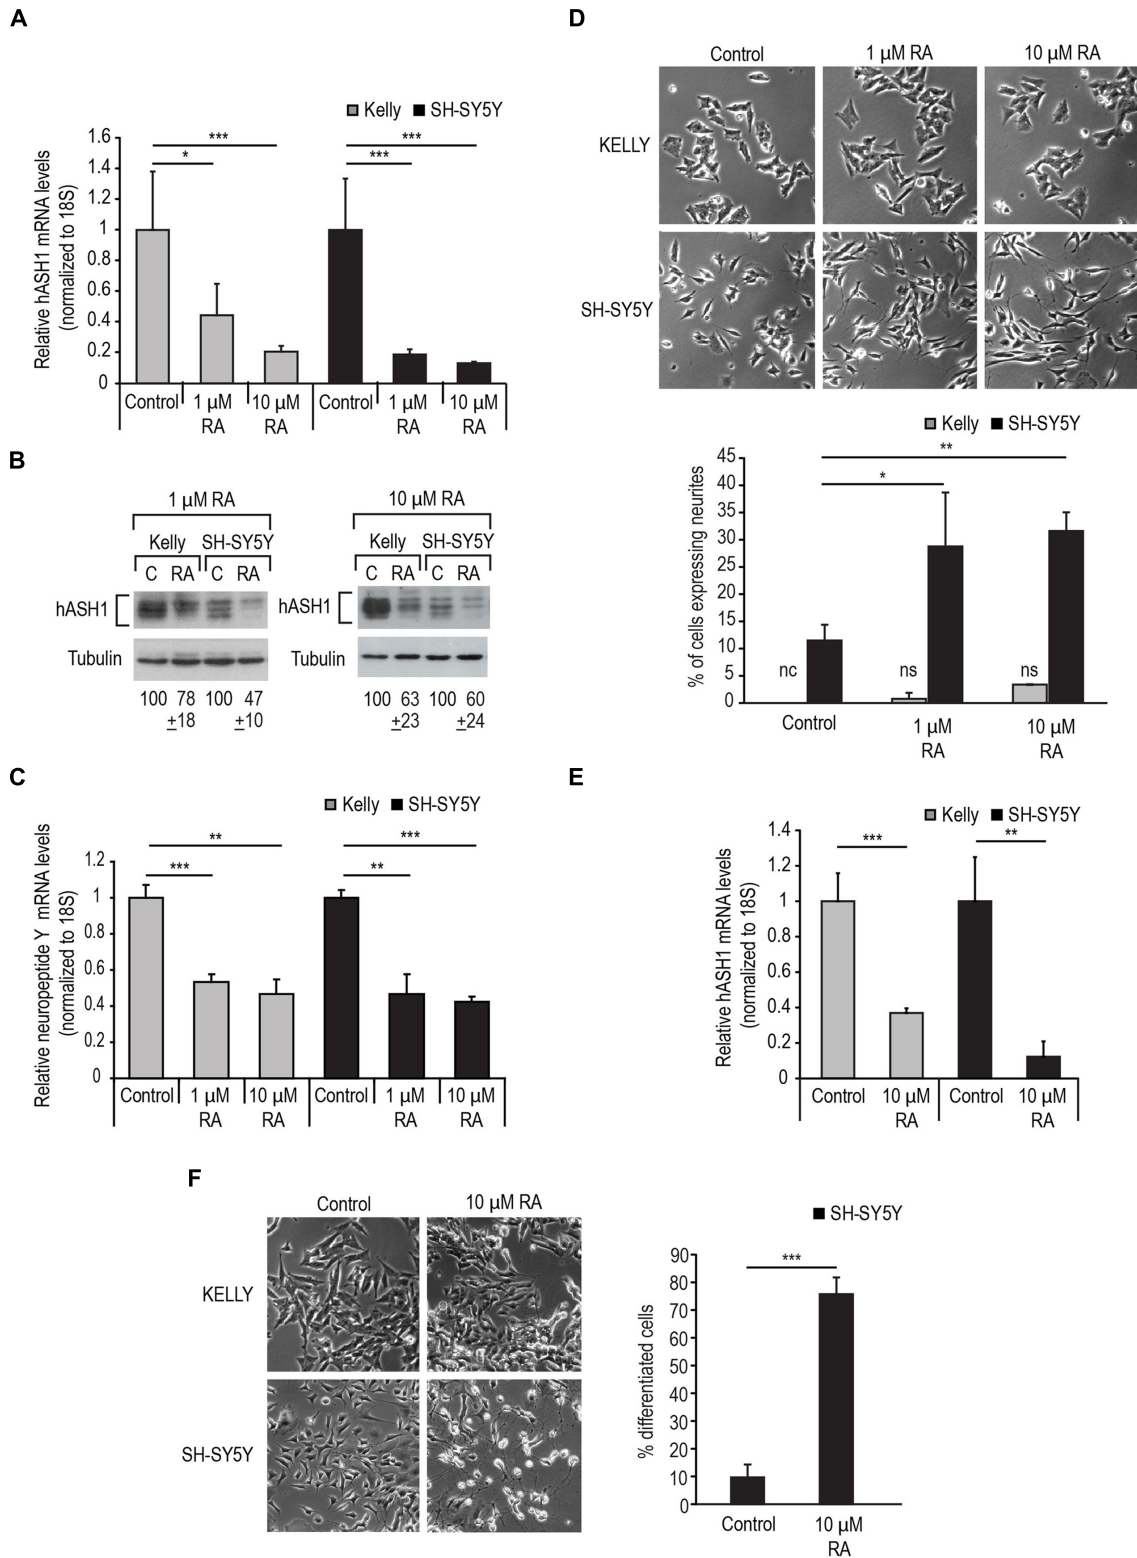 A
Kelly SH-SY5Y
Relative hASH1 mRNA levels
(normalized to 18S)
1.6
1.4
1.2
1
0.8
0.6
0.4
0.2
0
*
***
***
***
Control
1 µM
RA
10 µM
RA
Control
1 µM
RA
10 µM
RA
B
1 µM RA
Kelly SH-SY5Y
C RA C RA
hASH1
Tubulin
100 78 100 47
+18 +10
10 µM RA
Kelly SH-SY5Y
C RA C RA
hASH1
Tubulin
100 63 100 60
+23 +24
C
Kelly SH-SY5Y
Relative neuropeptide Y mRNA levels
(normalized to 18S)
1.2
1
0.8
0.6
0.4
0.2
0
***
**
**
***
Control
1 µM
RA
10 µM
RA
Control
1 µM
RA
10 µM
RA
D
Control 1 µM RA 10 µM RA
KELLY
SH-SY5Y
Kelly SH-SY5Y
% of cells expressing neurites
45
40
35
30
25
20
15
10
5
0
**
*
nc ns ns
Control
1 µM
RA
10 µM
RA
E
Kelly SH-SY5Y
Relative hASH1 mRNA levels
(normalized to 18S)
1.4
1.2
1
0.8
0.6
0.4
0.2
0
***
**
Control
10 µM
RA
Control
10 µM
RA
F
Control 10 µM RA
KELLY
SH-SY5Y
SH-SY5Y
% differentiated cells
90
80
70
60
50
40
30
20
10
0
***
Control
10 µM
RA